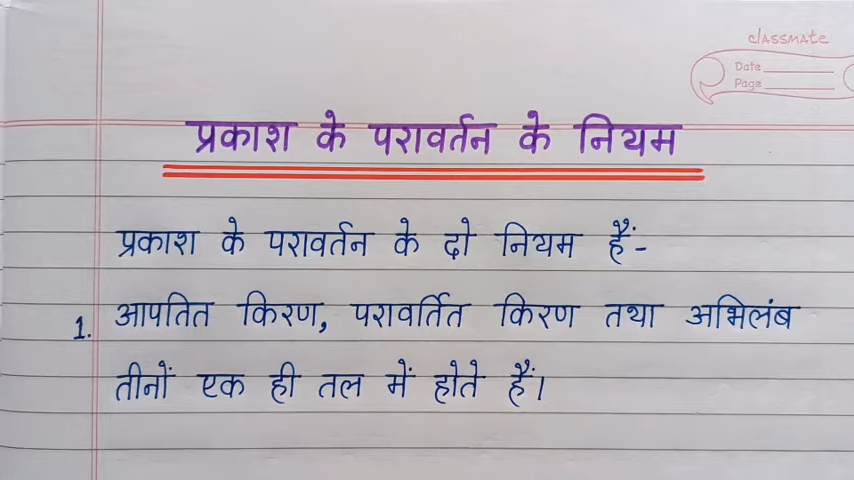 classmate
Date
Page
प्रकाश के परावर्तन के नियम
प्रकाश के परावर्तन के दो नियम हैं-
1. आपतित किरण, परावर्तित किरण तथा अभिलंब
तीनों एक ही तल में होते हैं।